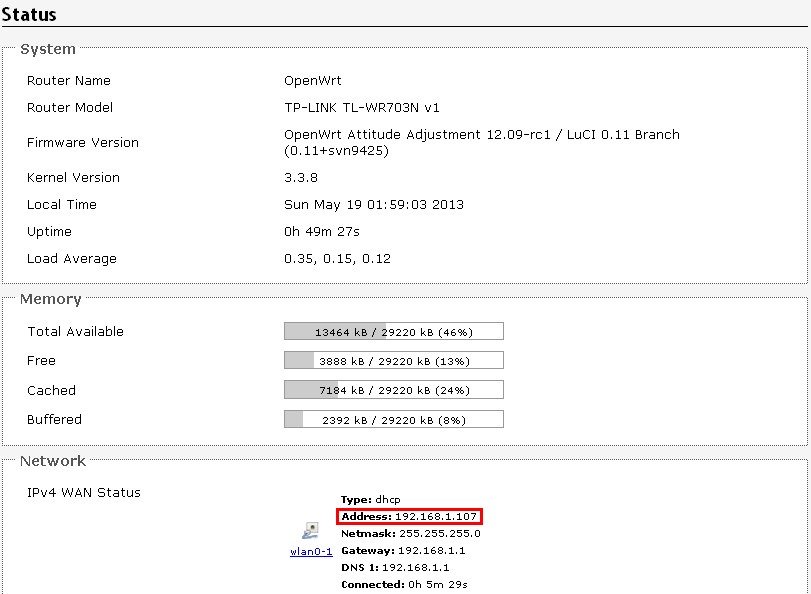 Status
System
Router Name OpenWrt
Router Model TP-LINK TL-WR703N v1
Firmware Version OpenWrt Attitude Adjustment 12.09-rc1 / LuCI 0.11 Branch
(0.11+svn9425)
Kernel Version 3.3.8
Local Time Sun May 19 01:59:03 2013
Uptime 0h 49m 27s
Load Average 0.35, 0.15, 0.12
Memory
Total Available 13464 kB / 29220 kB (46%)
Free 3888 kB / 29220 kB (13%)
Cached 7184 kB / 29220 kB (24%)
Buffered 2392 kB / 29220 kB (8%)
Network
IPv4 WAN Status
wlan0-1
Type: dhcp
Address: 192.168.1.107
Netmask: 255.255.255.0
Gateway: 192.168.1.1
DNS 1: 192.168.1.1
Connected: 0h 5m 29s